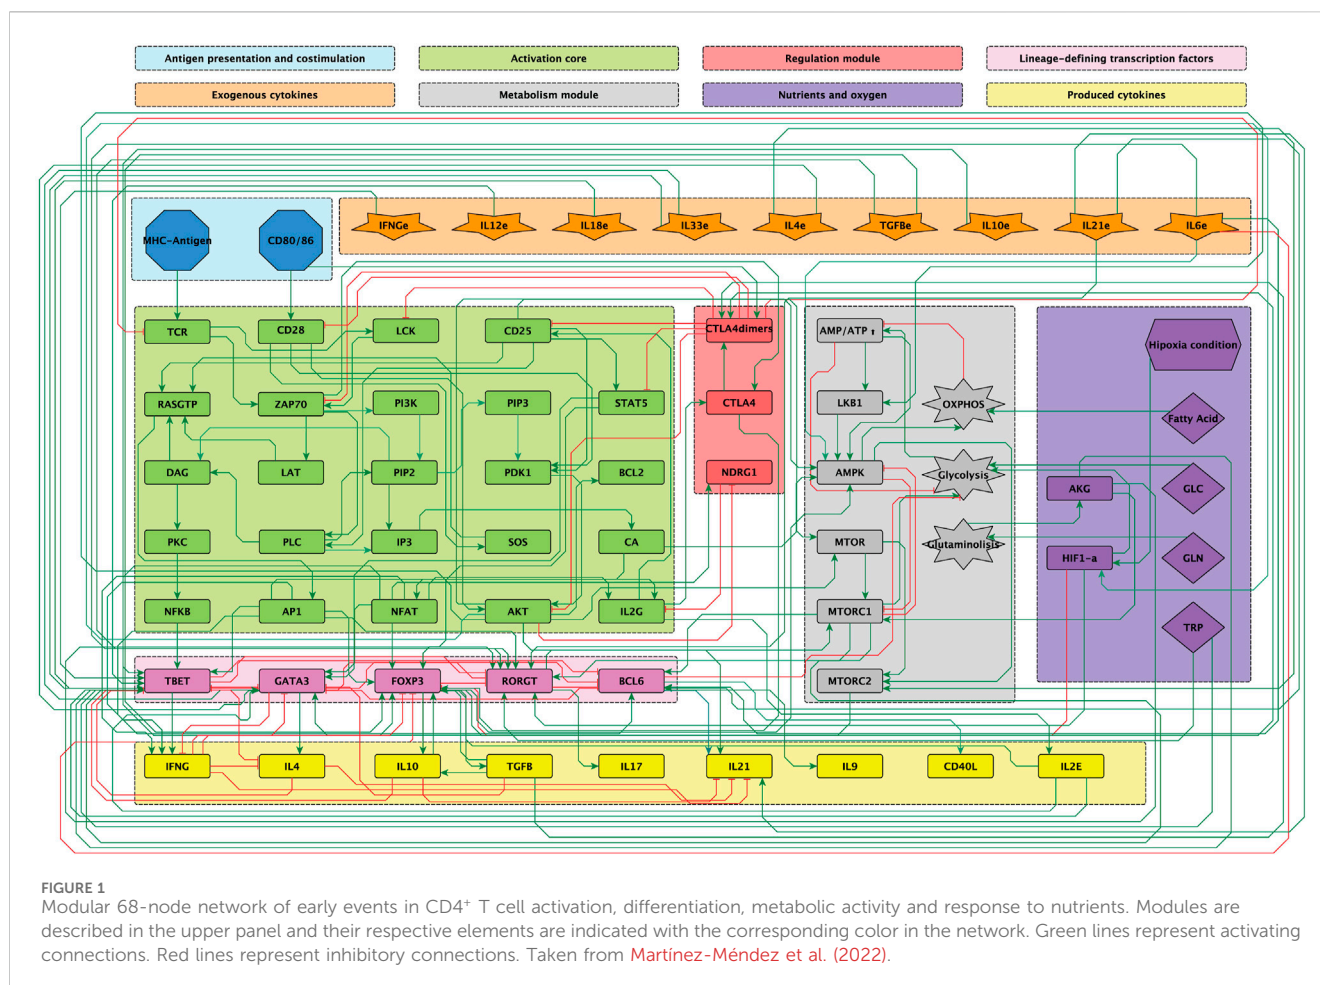 Antigen presentation and costimulation
Activation core
Regulation module
Lineage-defining transcription factors
Exogenous cytokines
Metabolism module
Nutrients and oxygen
Produced cytokines
MHC-Antigen
CD80/86
IFNGe
IL12e
IL18e
IL33e
IL4e
TGFBe
IL10e
IL21e
IL6e
TCR
CD28
LCK
CD25
CTLA4dimers
AMP/ATP ↑
Hipoxia condition
RASGTP
ZAP70
PI3K
PIP3
STAT5
CTLA4
LKB1
OXPHOS
Fatty Acid
DAG
LAT
PIP2
PDK1
BCL2
NDRG1
AMPK
Glycolysis
AKG
GLC
PKC
PLC
IP3
SOS
CA
MTOR
Glutaminolisis
HIF1-a
GLN
NFKB
AP1
NFAT
AKT
IL2G
MTORC1
TRP
TBET
GATA3
FOXP3
RORGT
BCL6
MTORC2
IFNG
IL4
IL10
TGFB
IL17
IL21
IL9
CD40L
IL2E
FIGURE 1
Modular 68-node network of early events in CD4+ T cell activation, differentiation, metabolic activity and response to nutrients. Modules are
described in the upper panel and their respective elements are indicated with the corresponding color in the network. Green lines represent activating
connections. Red lines represent inhibitory connections. Taken from Martínez-Méndez et al. (2022).